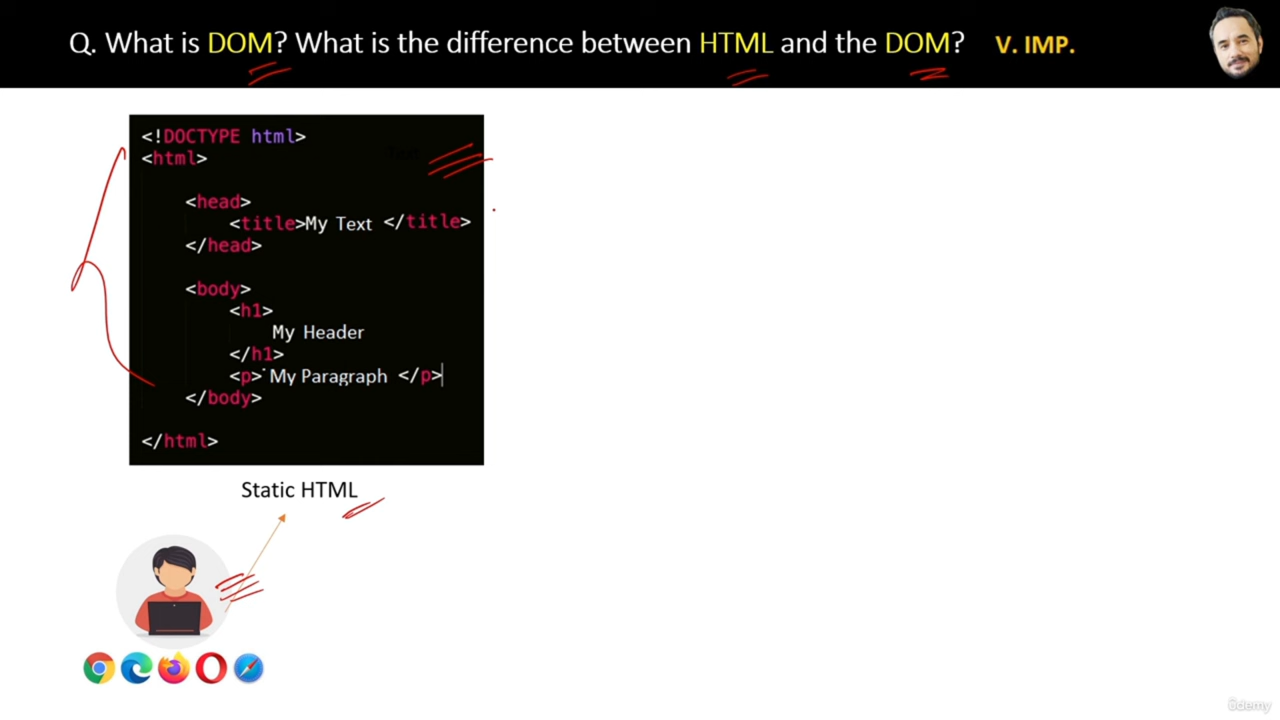 Q. What is DOM? What is the difference between HTML and the DOM? V. IMP.
<!DOCTYPE html>
<html>
<head>
<title>My Text </title>
</head>
<body>
<h1>
My Header
</h1>
<p> My Paragraph </p>
</body>
</html>
Static HTML
ûdemy